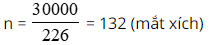 n = 30000/226 = 132 (mắt xích)